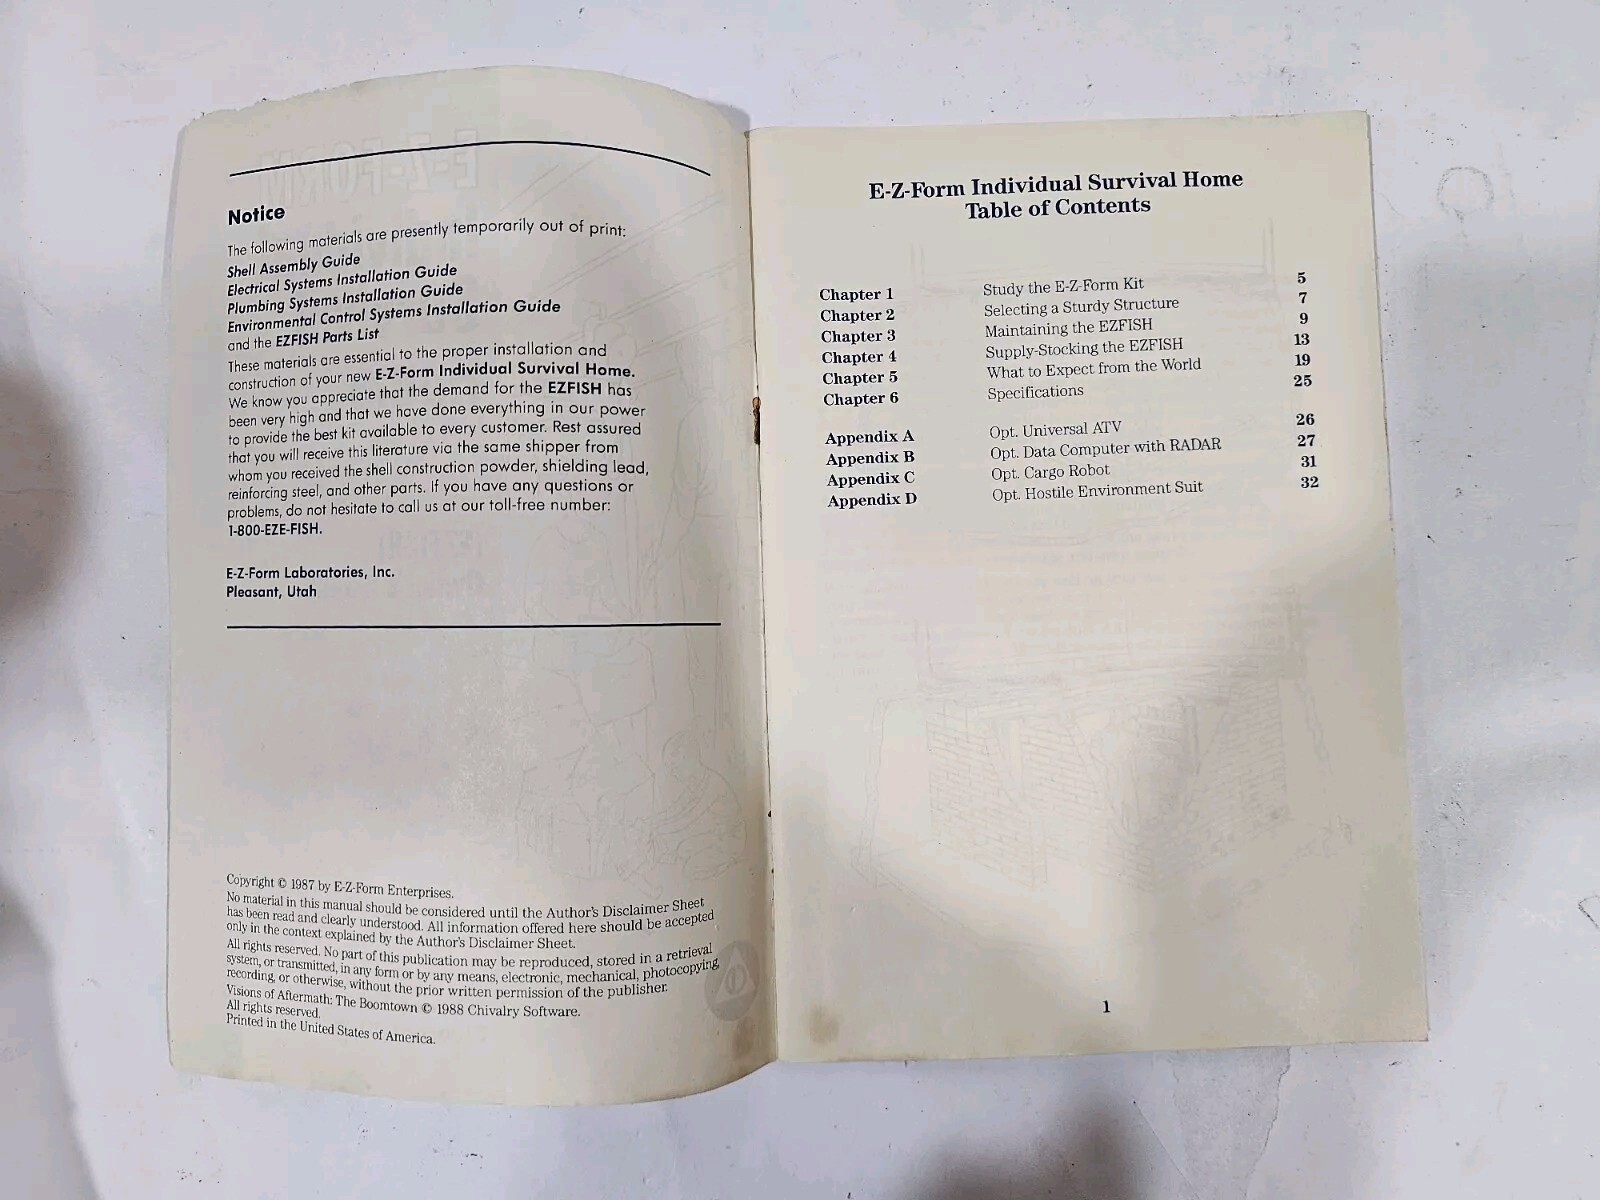 Notice
The following materials are presently temporarily out of print:
Shell Assembly Guide
Electrical Systems Installation Guide
Plumbing Systems Installation Guide
Environmental Control Systems Installation Guide
and the EZFISH Parts List
These materials are essential to the proper installation and
construction of your new E-Z-Form Individual Survival Home.
We know you appreciate that the demand for the EZFISH has
been very high and that we have done everything in our power
to provide the best kit available to every customer. Rest assured
that you will receive this literature via the same shipper from
whom you received the shell construction powder, shielding lead,
reinforcing steel, and other parts. If you have any questions or
problems, do not hesitate to call us at our toll-free number:
1-800-EZE-FISH.
E-Z-Form Laboratories, Inc.
Pleasant, Utah
Copyright © 1987 by E-Z-Form Enterprises.
No material in this manual should be considered until the Author's Disclaimer Sheet
has been read and clearly understood. All information offered here should be accepted
only in the context explained by the Author's Disclaimer Sheet.
All rights reserved. No part of this publication may be reproduced, stored in a retrieval
system, or transmitted, in any form or by any means, electronic, mechanical, photocopying,
recording, or otherwise, without the prior written permission of the publisher.
Visions of Aftermath: The Boomtown © 1988 Chivalry Software.
All rights reserved.
Printed in the United States of America.
E-Z-Form Individual Survival Home
Table of Contents
Chapter 1 Study the E-Z-Form Kit 5
Chapter 2 Selecting a Sturdy Structure 7
Chapter 3 Maintaining the EZFISH 9
Chapter 4 Supply-Stocking the EZFISH 13
Chapter 5 What to Expect from the World 19
Chapter 6 Specifications 25
Appendix A Opt. Universal ATV 26
Appendix B Opt. Data Computer with RADAR 27
Appendix C Opt. Cargo Robot 31
Appendix D Opt. Hostile Environment Suit 32
1